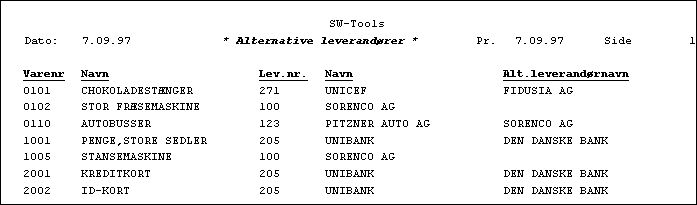 SW-Tools
Dato: 7.09.97 * Alternative leverandører * Pr. 7.09.97 Side 1
Varenr Navn Lev.nr. Navn Alt.leverandørnavn
0101 CHOKOLADESTÆNGER 271 UNICEF FIDUSIA AG
0102 STOR FRÆSEMASKINE 100 SORENCO AG
0110 AUTOBUSSER 123 PITZNER AUTO AG SORENCO AG
1001 PENGE,STORE SEDLER 205 UNIBANK DEN DANSKE BANK
1005 STANSEMASKINE 100 SORENCO AG
2001 KREDITKORT 205 UNIBANK DEN DANSKE BANK
2002 ID-KORT 205 UNIBANK DEN DANSKE BANK